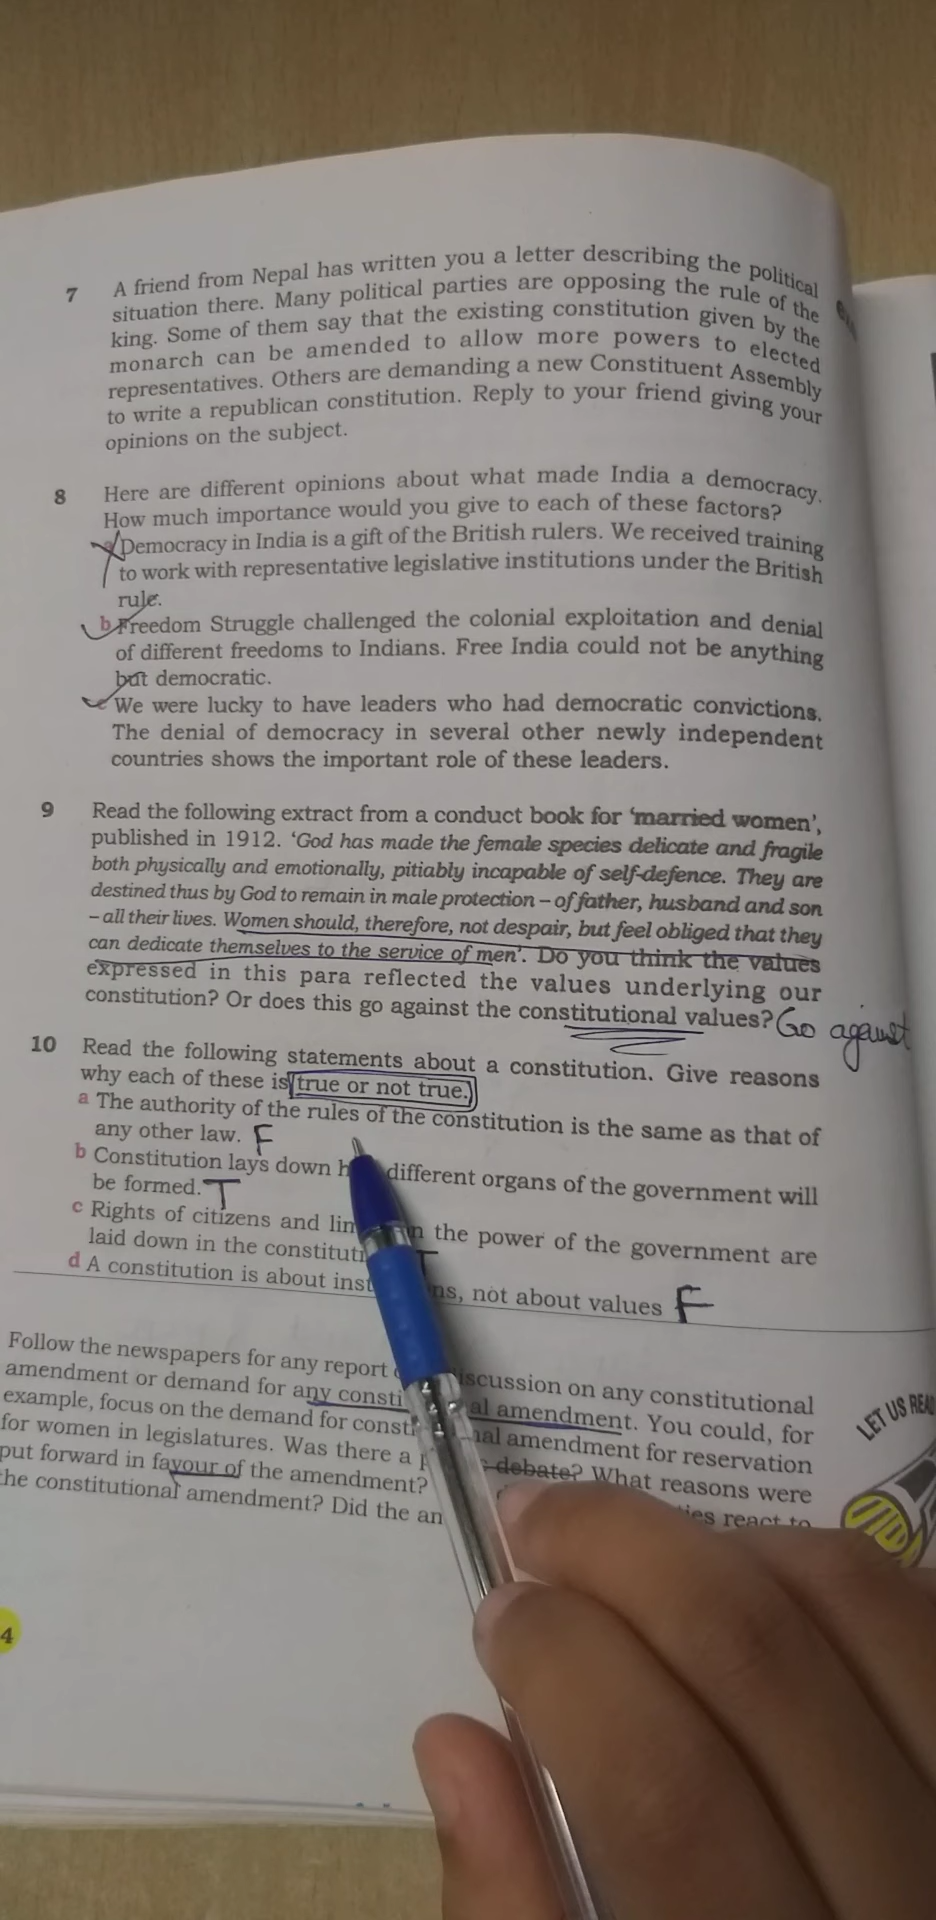 7 A friend from Nepal has written you a letter describing the political
situation there. Many political parties are opposing the rule of the
king. Some of them say that the existing constitution given by the
monarch can be amended to allow more powers to elected
representatives. Others are demanding a new Constituent Assembly
to write a republican constitution. Reply to your friend giving your
opinions on the subject.
8 Here are different opinions about what made India a democracy.
How much importance would you give to each of these factors?
Democracy in India is a gift of the British rulers. We received training
to work with representative legislative institutions under the British
rule.
b Freedom Struggle challenged the colonial exploitation and denial
of different freedoms to Indians. Free India could not be anything
but democratic.
We were lucky to have leaders who had democratic convictions.
The denial of democracy in several other newly independent
countries shows the important role of these leaders.
9 Read the following extract from a conduct book for ‘married women’,
published in 1912. ‘God has made the female species delicate and fragile
both physically and emotionally, pitiably incapable of self-defence. They are
destined thus by God to remain in male protection – of father, husband and son
– all their lives. Women should, therefore, not despair, but feel obliged that they
can dedicate themselves to the service of men’. Do you think the values
expressed in this para reflected the values underlying our
constitution? Or does this go against the constitutional values? Go against
10 Read the following statements about a constitution. Give reasons
why each of these is true or not true.
a The authority of the rules of the constitution is the same as that of
any other law. F
b Constitution lays down different organs of the government will
be formed. T
c Rights of citizens and the power of the government are
laid down in the T
d A constitution is about not about values F
Follow the newspapers for any report discussion on any constitutional
amendment or demand for any amendment. You could, for
example, focus on the demand for amendment for reservation
for women in legislatures. Was there a debate? What reasons were
put forward in favour of the amendment? react to
the constitutional amendment? Did the
LET US READ
4